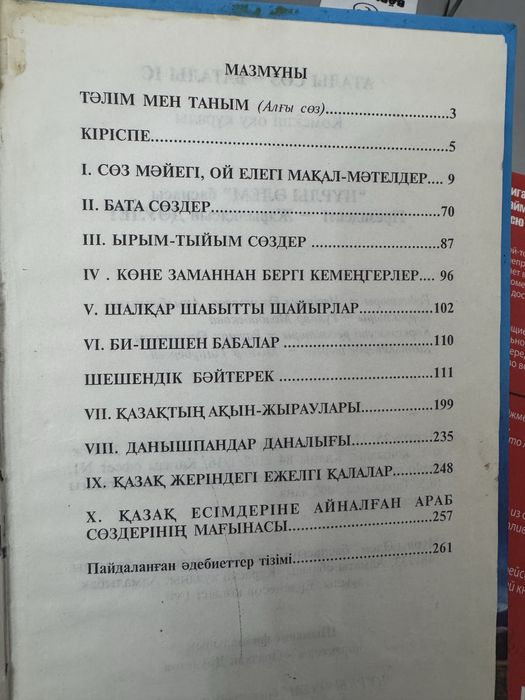 МАЗМҰНЫ
ТӘЛІМ МЕН ТАНЫМ (Алғы сөз)..........................3
КІРІСПЕ..........................................................5
І. СӨЗ МӘЙЕГІ, ОЙ ЕЛЕГІ МАҚАЛ-МӘТЕЛДЕР.... 9
ІІ. БАТА СӨЗДЕР..............................................70
ІІІ. ЫРЫМ-ТЫЙЫМ СӨЗДЕР ..........................87
IV . КӨНЕ ЗАМАННАН БЕРГІ КЕМЕҢГЕРЛЕР.... 96
V. ШАЛҚАР ШАБЫТТЫ ШАЙЫРЛАР................102
VI. БИ-ШЕШЕН БАБАЛАР ................................110
ШЕШЕНДІК БӘЙТЕРЕК ................................111
VII. ҚАЗАҚТЫҢ АҚЫН-ЖЫРАУЛАРЫ...............199
VIII. ДАНЫШПАНДАР ДАНАЛЫҒЫ.................235
IX. ҚАЗАҚ ЖЕРІНДЕГІ ЕЖЕЛГІ ҚАЛАЛАР.........248
X. ҚАЗАҚ ЕСІМДЕРІНЕ АЙНАЛҒАН АРАБ
СӨЗДЕРІНІҢ МАҒЫНАСЫ..............................257
Пайдаланған әдебиеттер тізімі..............................261